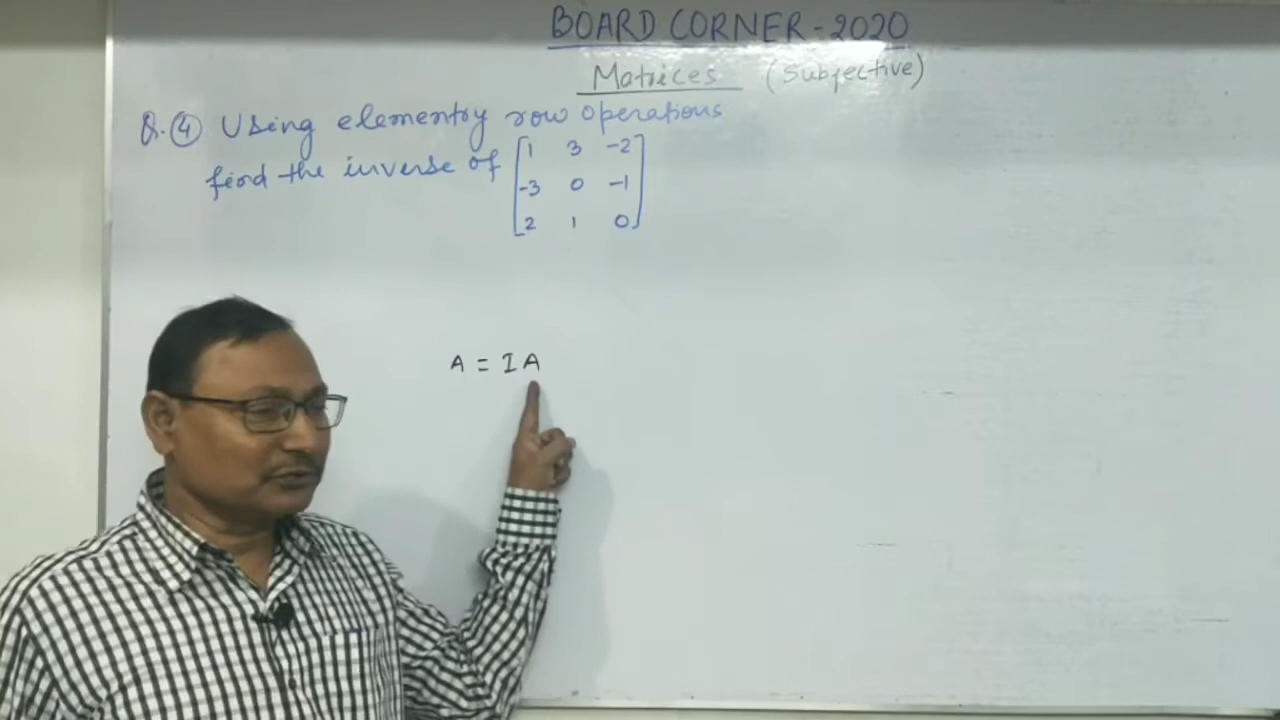 BOARD CORNER - 2020
Matrices (Subjective)
Q. ④ Using elementry row operations
find the inverse of [1 3 -2]
[-3 0 -1]
[2 1 0]
A = IA